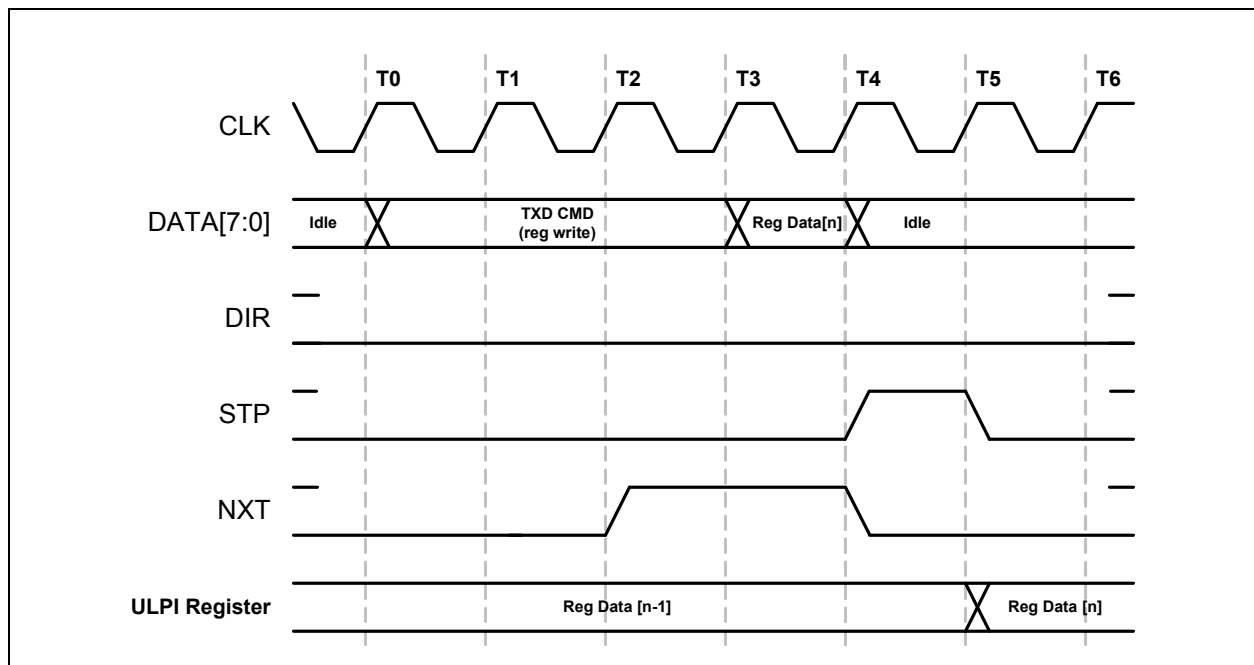 T0 T1 T2 T3 T4 T5 T6
CLK
DATA[7:0] Idle TXD CMD Reg Data[n] Idle
(reg write)
DIR
STP
NXT
ULPI Register Reg Data [n-1] Reg Data [n]